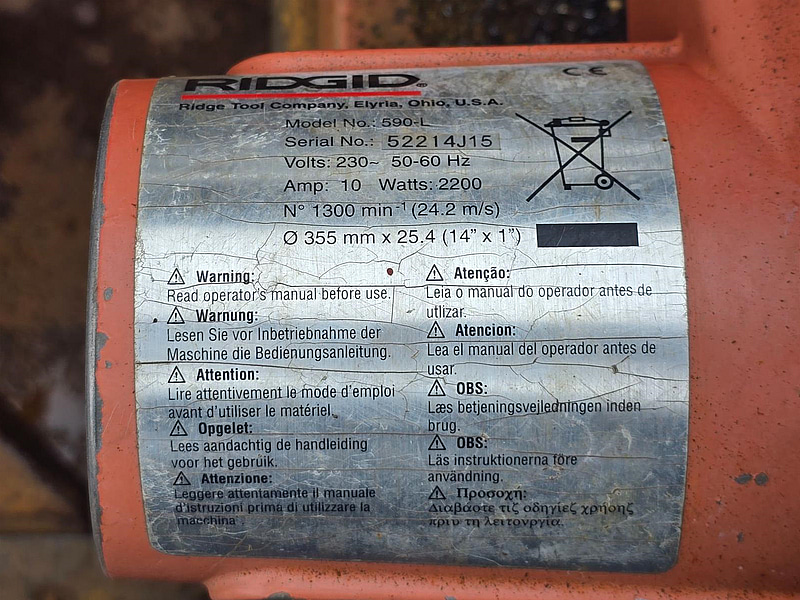 RIDGID®
Ridge Tool Company, Elyria, Ohio, U.S.A.
CE
Model No.: 590-L
Serial No.: 52214J15
Volts: 230~ 50-60 Hz
Amp: 10 Watts: 2200
N° 1300 min⁻¹ (24.2 m/s)
Ø 355 mm x 25.4 (14” x 1”)
Warning:
Read operator's manual before use.
Warnung:
Lesen Sie vor Inbetriebnahme der
Maschine die Bedienungsanleitung.
Attention:
Lire attentivement le mode d'emploi
avant d'utiliser le matériel.
Opgelet:
Lees aandachtig de handleiding
voor het gebruik.
Attenzione:
Leggere attentamente il manuale
d'istruzioni prima di utilizzare la
macchina
Atenção:
Leia o manual do operador antes de
utlizar.
Atencion:
Lea el manual del operador antes de
usar.
OBS:
Læs betjeningsvejledningen inden
brug.
OBS:
Läs instruktionerna före
användning.
Προσοχή:
Διαβάστε τις οδηγίες χρήσης
πριν τη λειτουργία.